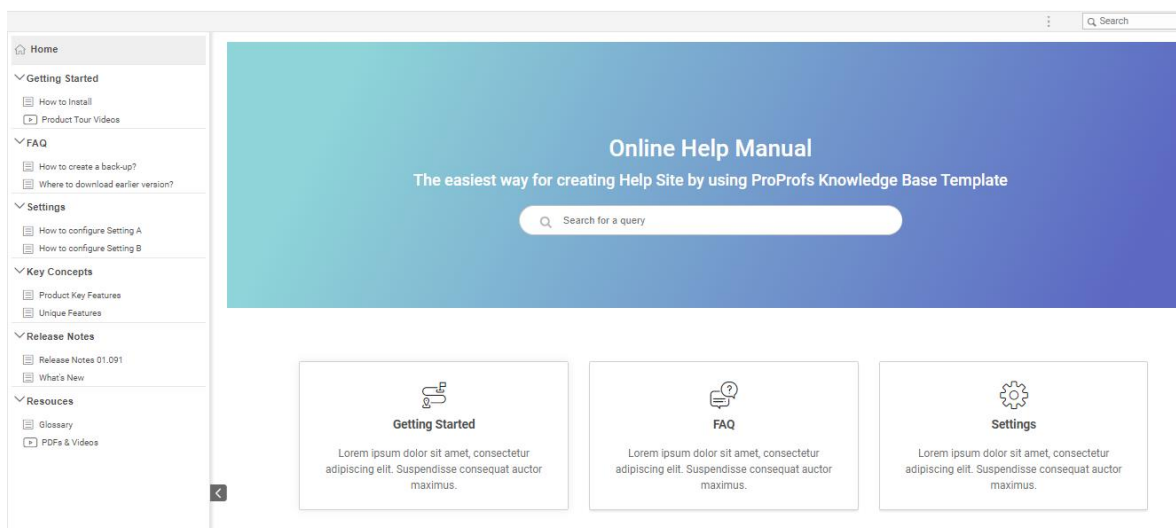 Search
Home
Getting Started
How to Install
Product Tour Videos
FAQ
How to create a back-up?
Where to download earlier version?
Settings
How to configure Setting A
How to configure Setting B
Key Concepts
Product Key Features
Unique Features
Release Notes
Release Notes 01.091
What's New
Resouces
Glossary
PDFs & Videos
Online Help Manual
The easiest way for creating Help Site by using ProProfs Knowledge Base Template
Search for a query
Getting Started
Lorem ipsum dolor sit amet, consectetur
adipiscing elit. Suspendisse consequat auctor
maximus.
FAQ
Lorem ipsum dolor sit amet, consectetur
adipiscing elit. Suspendisse consequat auctor
maximus.
Settings
Lorem ipsum dolor sit amet, consectetur
adipiscing elit. Suspendisse consequat auctor
maximus.